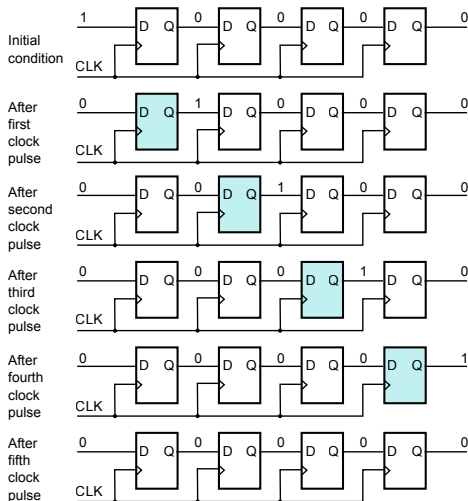 1 0 0 0 0
D Q D Q D Q D Q
Initial
condition
CLK
0 1 0 0 0
D Q D Q D Q D Q
After
first
clock
pulse
CLK
0 0 1 0 0
D Q D Q D Q D Q
After
second
clock
pulse
CLK
0 0 0 1 0
D Q D Q D Q D Q
After
third
clock
pulse
CLK
0 0 0 0 1
D Q D Q D Q D Q
After
fourth
clock
pulse
CLK
0 0 0 0 0
D Q D Q D Q D Q
After
fifth
clock
pulse
CLK